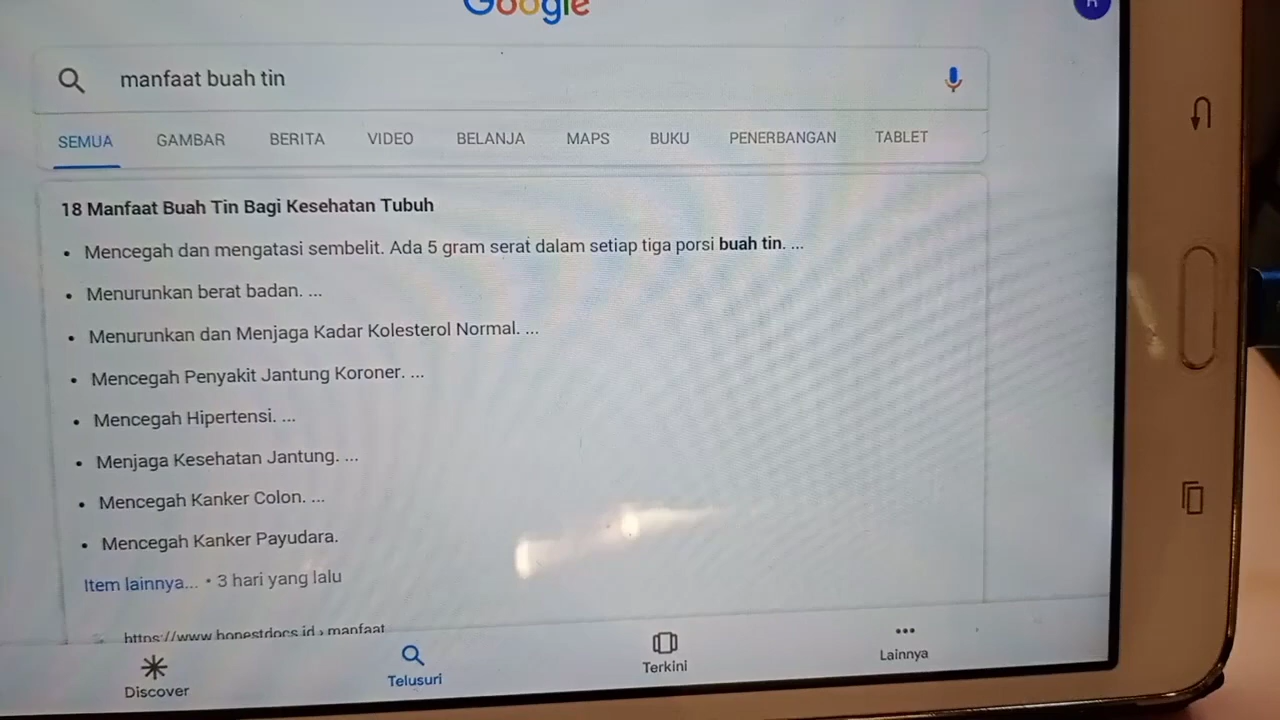 Google
manfaat buah tin
SEMUA GAMBAR BERITA VIDEO BELANJA MAPS BUKU PENERBANGAN TABLET
18 Manfaat Buah Tin Bagi Kesehatan Tubuh
• Mencegah dan mengatasi sembelit. Ada 5 gram serat dalam setiap tiga porsi buah tin. ...
• Menurunkan berat badan. ...
• Menurunkan dan Menjaga Kadar Kolesterol Normal. ...
• Mencegah Penyakit Jantung Koroner. ...
• Mencegah Hipertensi. ...
• Menjaga Kesehatan Jantung. ...
• Mencegah Kanker Colon. ...
• Mencegah Kanker Payudara.
Item lainnya... • 3 hari yang lalu
https://www.honestdocs.id › manfaat
Discover Telusuri Terkini Lainnya